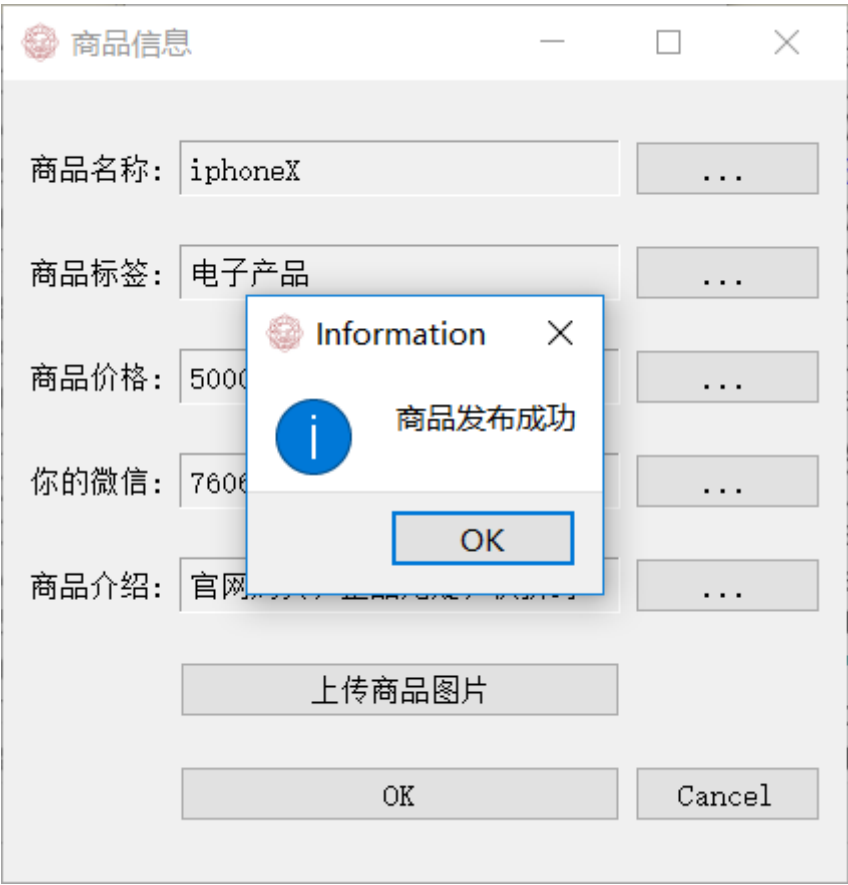 商品信息
商品名称: iphoneX ...
商品标签: 电子产品 ...
Information
商品价格: 500 ...
商品发布成功
你的微信: 760 ...
OK
商品介绍: 官网 ...
上传商品图片
OK Cancel